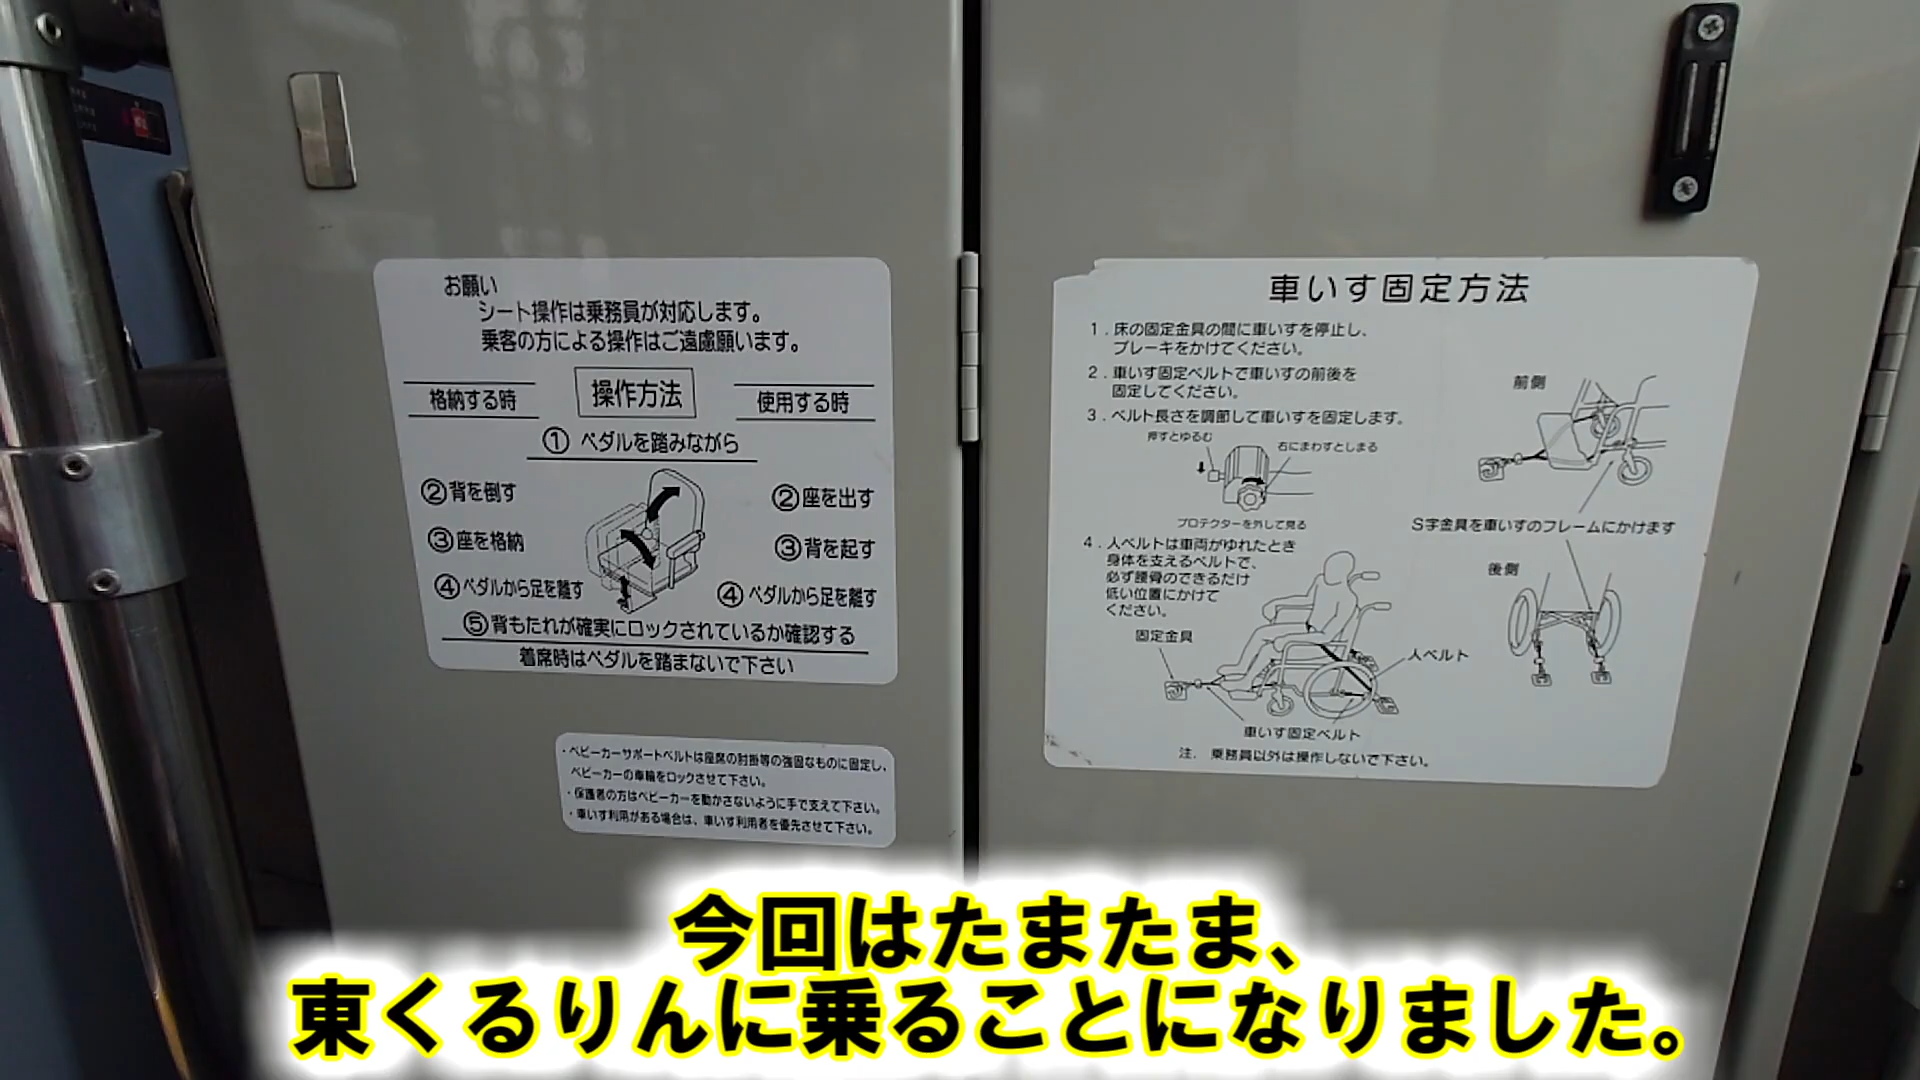 お願い
シート操作は乗務員が対応します。
乗客の方による操作はご遠慮願います。
格納する時
操作方法
使用する時
① ペダルを踏みながら
②背を倒す
②座を出す
③座を格納
③背を起す
④ペダルから足を離す
④ペダルから足を離す
⑤背もたれが確実にロックされているか確認する
着席時はペダルを踏まないで下さい
・ベビーカーサポートベルトは座席の肘掛等の強固なものに固定し、
ベビーカーの車輪をロックさせて下さい。
・保護者の方はベビーカーを動かさないように手で支えて下さい。
・車いす利用がある場合は、車いす利用者を優先させて下さい。
車いす固定方法
1．床の固定金具の間に車いすを停止し、
ブレーキをかけてください。
2．車いす固定ベルトで車いすの前後を
固定してください。
3．ベルト長さを調節して車いすを固定します。
押すとゆるむ
右にまわすとしまる
プロテクターを外して見る
前側
S字金具を車いすのフレームにかけます
後側
4．人ベルトは車両がゆれたとき
身体を支えるベルトで、
必ず腰骨のできるだけ
低い位置にかけて
ください。
固定金具
人ベルト
車いす固定ベルト
注．乗務員以外は操作しないで下さい。
今回はたまたま、
東くるりんに乗ることになりました。